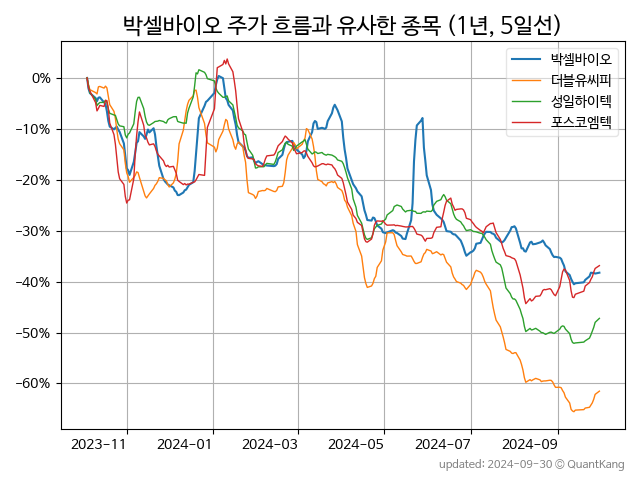 박셀바이오 주가 흐름과 유사한 종목 (1년, 5일선)
박셀바이오
더블유씨피
성일하이텍
포스코엠텍
0%
−10%
−20%
−30%
−40%
−50%
−60%
2023-11 2024-01 2024-03 2024-05 2024-07 2024-09
updated: 2024-09-30 © QuantKang